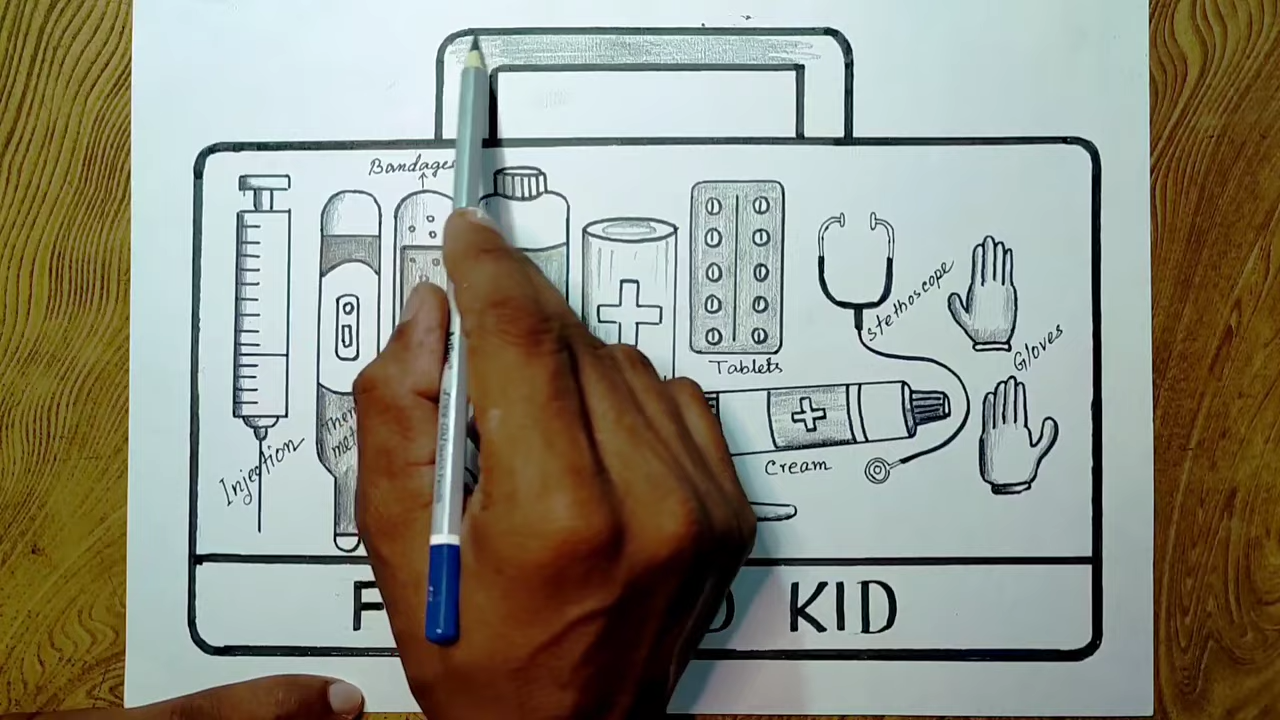 Bandages
stethoscope
Gloves
Tablets
Injection
Cream
KID